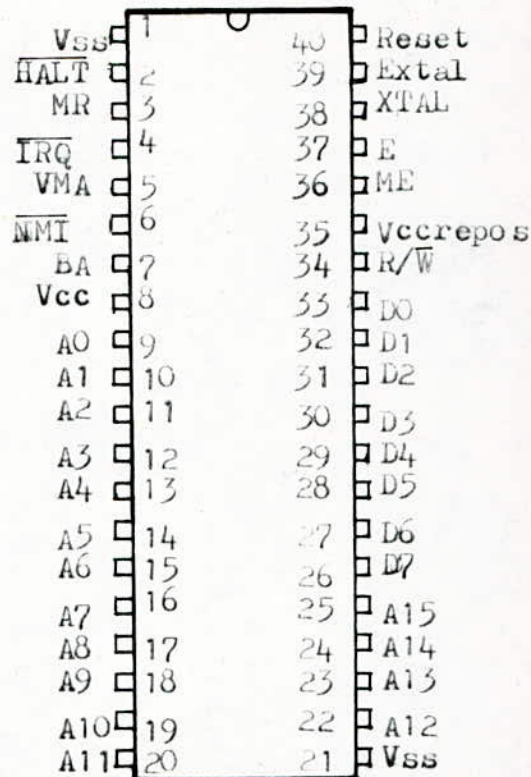 Vss 1 40 Reset
HALT 2 39 Extal
MR 3 38 XTAL
IRQ 4 37 E
VMA 5 36 ME
NMI 6 35 Vccrepos
BA 7 34 R/W
Vcc 8 33 D0
A0 9 32 D1
A1 10 31 D2
A2 11 30 D3
A3 12 29 D4
A4 13 28 D5
A5 14 27 D6
A6 15 26 D7
A7 16 25 A15
A8 17 24 A14
A9 18 23 A13
A10 19 22 A12
A11 20 21 Vss